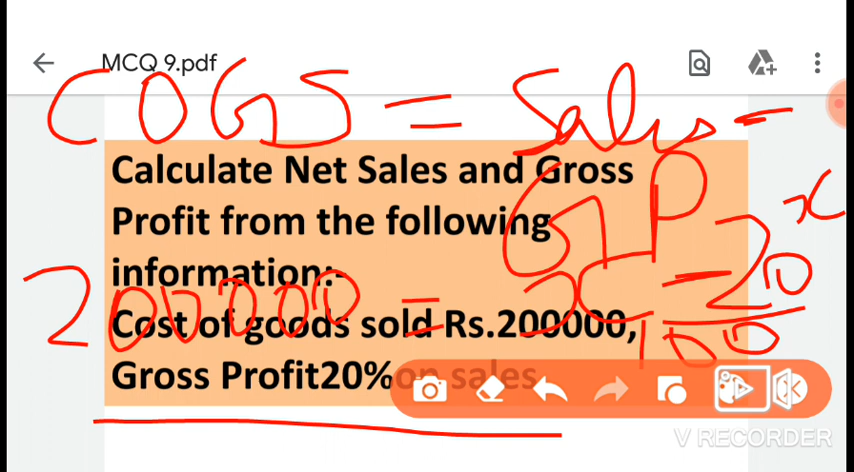 MCQ 9.pdf
COGS = Sales -
GP
Calculate Net Sales and Gross
Profit from the following
information:-
200000 = x - 20/100 x
Cost of goods sold Rs.200000,
Gross Profit20%on sales
V RECORDER